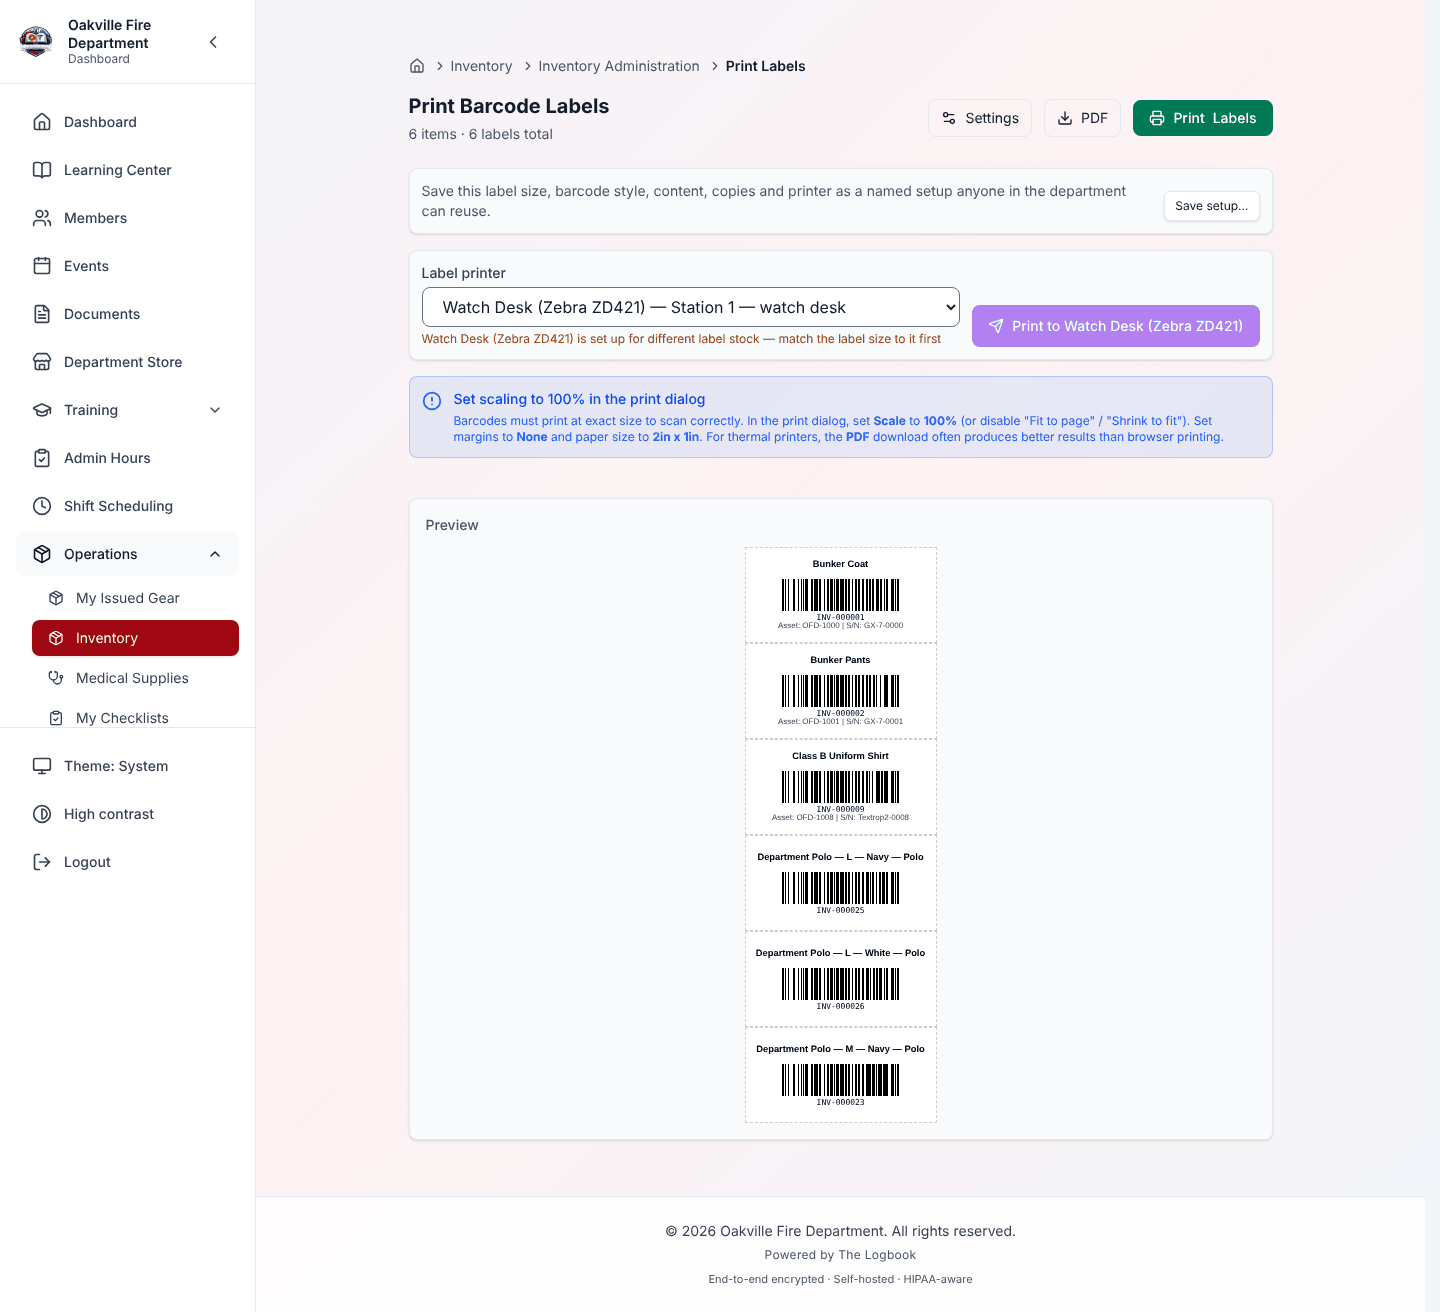 Oakville Fire
Department
Dashboard
Dashboard
Learning Center
Members
Events
Documents
Department Store
Training
Admin Hours
Shift Scheduling
Operations
My Issued Gear
Inventory
Medical Supplies
My Checklists
Theme: System
High contrast
Logout
Inventory
Inventory Administration
Print Labels
Print Barcode Labels
6 items · 6 labels total
Settings
PDF
Print Labels
Save this label size, barcode style, content, copies and printer as a named setup anyone in the department
can reuse.
Save setup…
Label printer
Watch Desk (Zebra ZD421) — Station 1 — watch desk
Watch Desk (Zebra ZD421) is set up for different label stock — match the label size to it first
Print to Watch Desk (Zebra ZD421)
Set scaling to 100% in the print dialog
Barcodes must print at exact size to scan correctly. In the print dialog, set Scale to 100% (or disable "Fit to page" / "Shrink to fit"). Set
margins to None and paper size to 2in x 1in. For thermal printers, the PDF download often produces better results than browser printing.
Preview
Bunker Coat
INV-000001
Asset: OFD-1000 | S/N: GX-7-0000
Bunker Pants
INV-000002
Asset: OFD-1001 | S/N: GX-7-0001
Class B Uniform Shirt
INV-000009
Asset: OFD-1008 | S/N: Textrop2-0008
Department Polo — L — Navy — Polo
INV-000025
Department Polo — L — White — Polo
INV-000026
Department Polo — M — Navy — Polo
INV-000023
© 2026 Oakville Fire Department. All rights reserved.
Powered by The Logbook
End-to-end encrypted · Self-hosted · HIPAA-aware